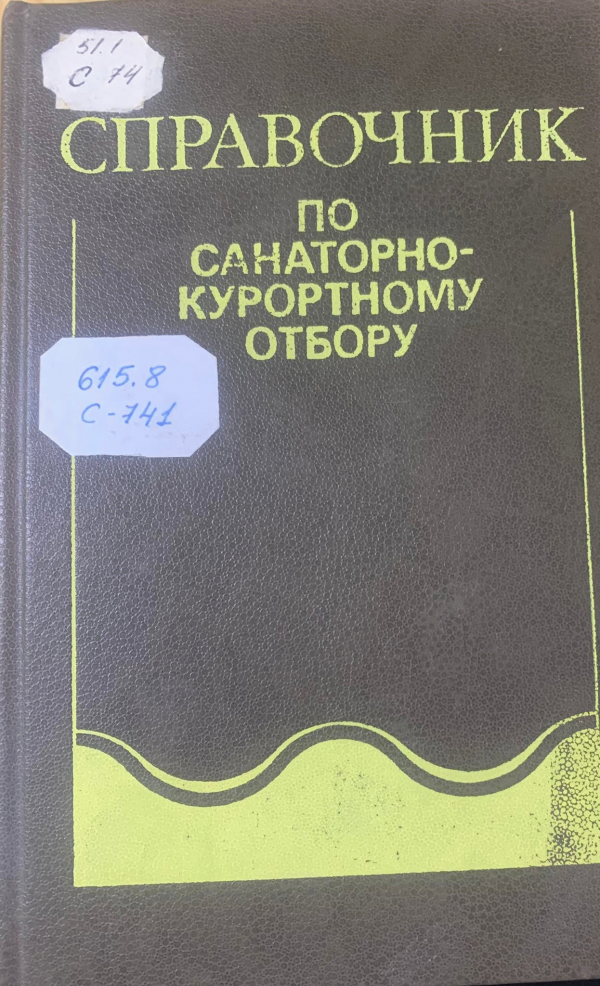 51.1
С 74
СПРАВОЧНИК
ПО
САНАТОРНО-
КУРОРТНОМУ
ОТБОРУ
615.8
С-741